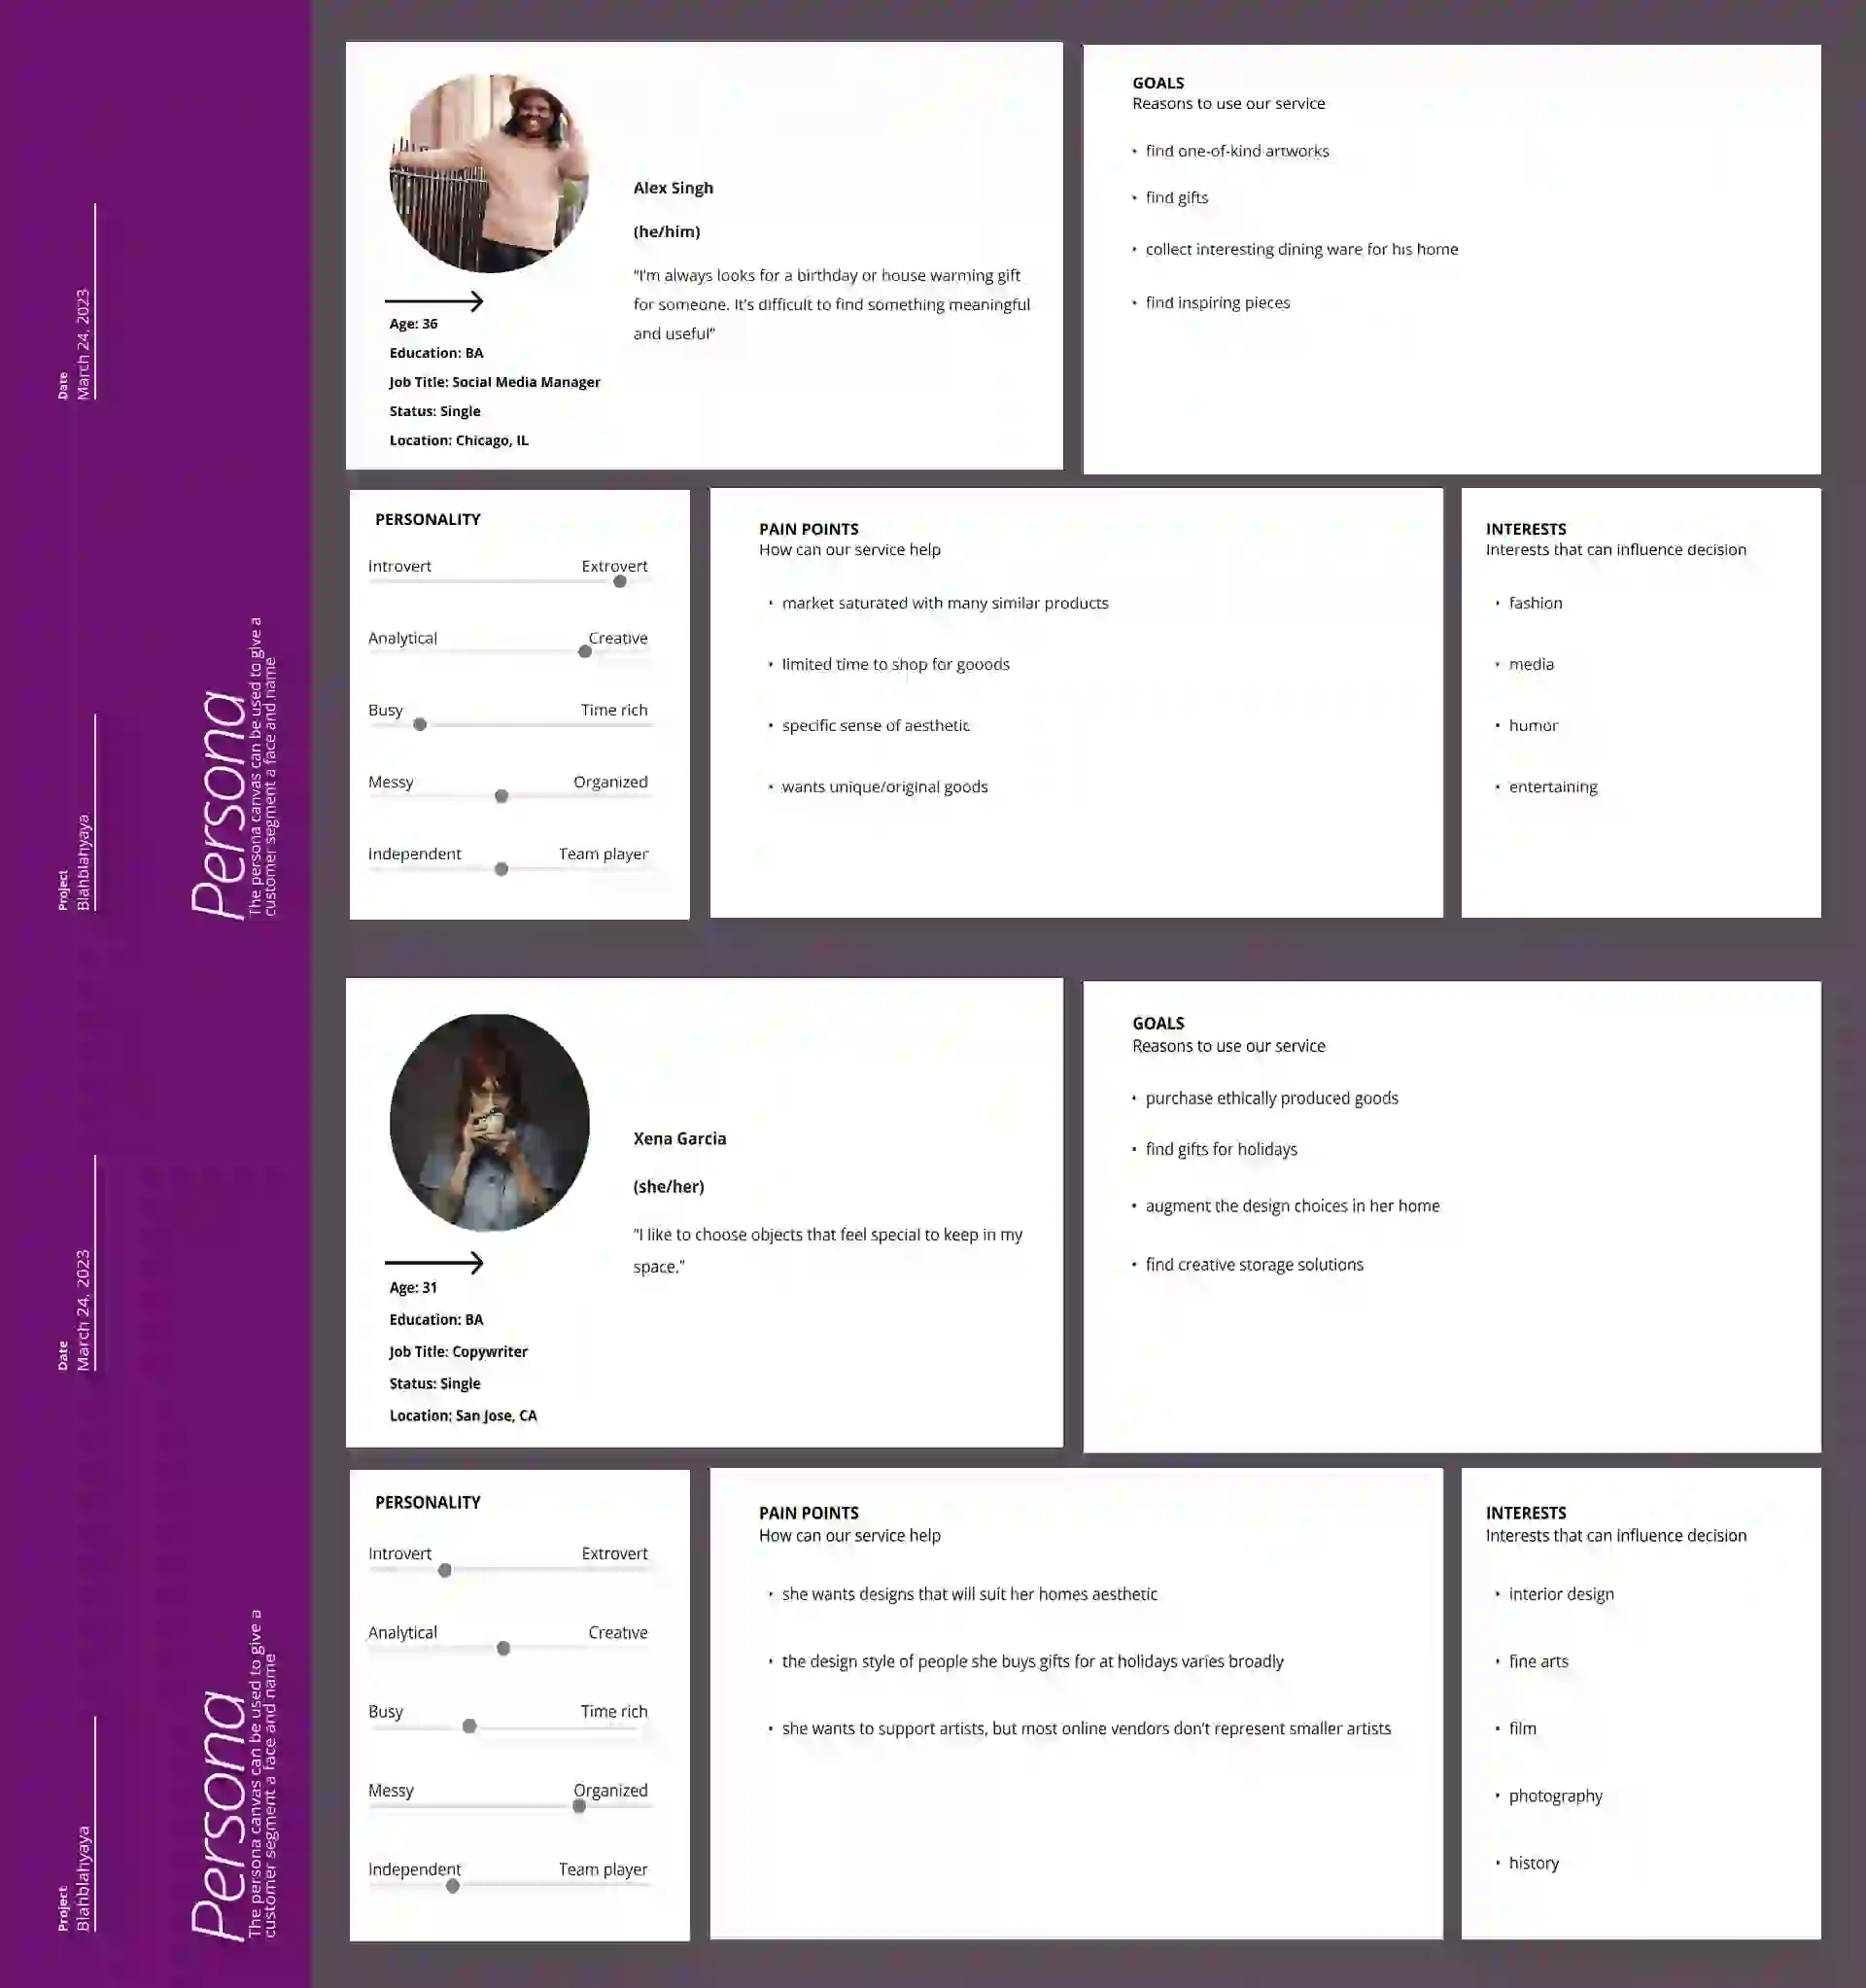 Date
March 24, 2023
Project
Blahblahyaya
Persona
The persona canvas can be used to give a
customer segment a face and name
Alex Singh
(he/him)
“I’m always looks for a birthday or house warming gift
for someone. It’s difficult to find something meaningful
and useful”
Age: 36
Education: BA
Job Title: Social Media Manager
Status: Single
Location: Chicago, IL
GOALS
Reasons to use our service
• find one-of-kind artworks
• find gifts
• collect interesting dining ware for his home
• find inspiring pieces
PERSONALITY
Introvert Extrovert
Analytical Creative
Busy Time rich
Messy Organized
Independent Team player
PAIN POINTS
How can our service help
• market saturated with many similar products
• limited time to shop for gooods
• specific sense of aesthetic
• wants unique/original goods
INTERESTS
Interests that can influence decision
• fashion
• media
• humor
• entertaining
Date
March 24, 2023
Project
Blahblahyaya
Persona
The persona canvas can be used to give a
customer segment a face and name
Xena Garcia
(she/her)
“I like to choose objects that feel special to keep in my
space.”
Age: 31
Education: BA
Job Title: Copywriter
Status: Single
Location: San Jose, CA
GOALS
Reasons to use our service
• purchase ethically produced goods
• find gifts for holidays
• augment the design choices in her home
• find creative storage solutions
PERSONALITY
Introvert Extrovert
Analytical Creative
Busy Time rich
Messy Organized
Independent Team player
PAIN POINTS
How can our service help
• she wants designs that will suit her homes aesthetic
• the design style of people she buys gifts for at holidays varies broadly
• she wants to support artists, but most online vendors don’t represent smaller artists
INTERESTS
Interests that can influence decision
• interior design
• fine arts
• film
• photography
• history